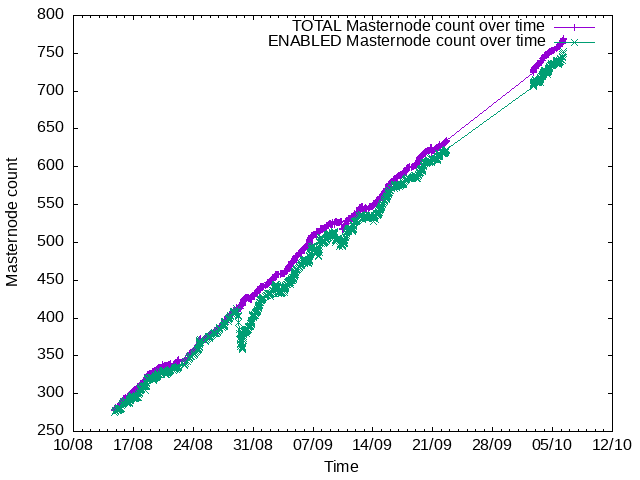 800
750
700
650
600
550
500
450
400
350
300
250
TOTAL Masternode count over time
ENABLED Masternode count over time
Masternode count
10/08 17/08 24/08 31/08 07/09 14/09 21/09 28/09 05/10 12/10
Time